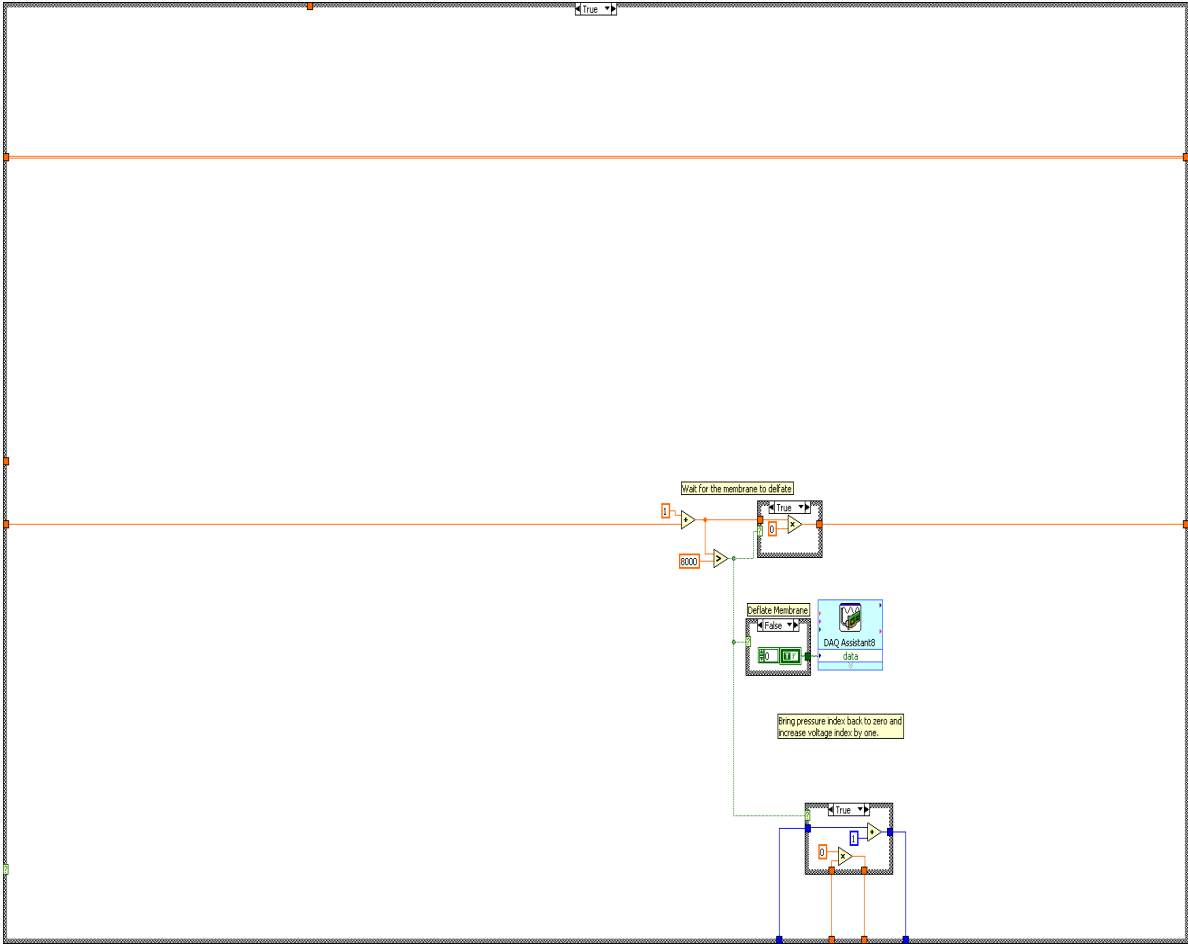 True
Wait for the membrane to delfate
1
True
0
8000
Deflate Membrane
False
0
TF
DAQ Assistant8
data
Bring pressure index back to zero and
increase voltage index by one.
True
1
0